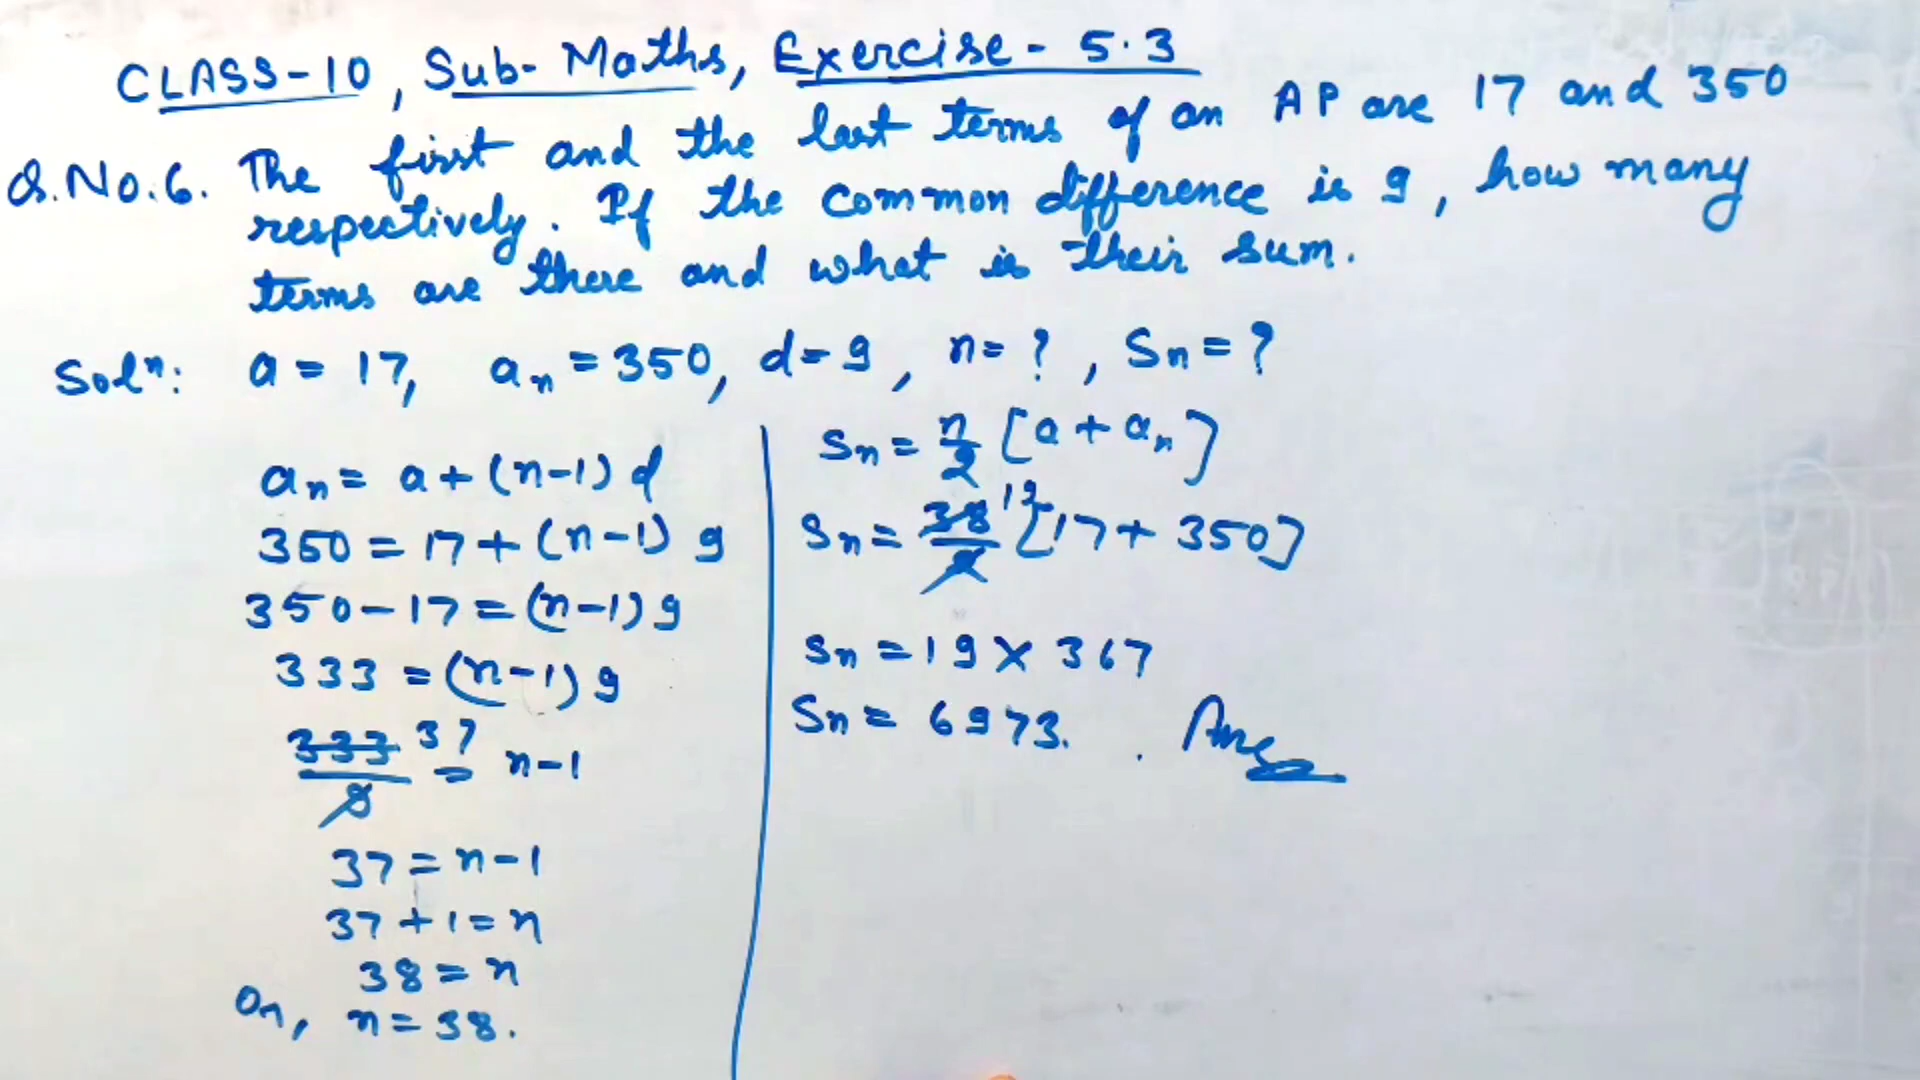 CLASS-10, Sub- Maths, Exercise - 5.3
Q.No.6. The first and the last terms of an AP are 17 and 350
respectively. If the common difference is 9, how many
terms are there and what is their sum.
Solⁿ: a = 17, aₙ = 350, d = 9, n = ?, Sₙ = ?
aₙ = a + (n-1) d
350 = 17 + (n-1) 9
350 - 17 = (n-1) 9
333 = (n-1) 9
333/9 37 = n-1
37 = n-1
37 + 1 = n
38 = n
Or, n = 38.
Sₙ = n/2 [a + aₙ]
Sₙ = 38/2 19 [17 + 350]
Sₙ = 19 × 367
Sₙ = 6973. Ans